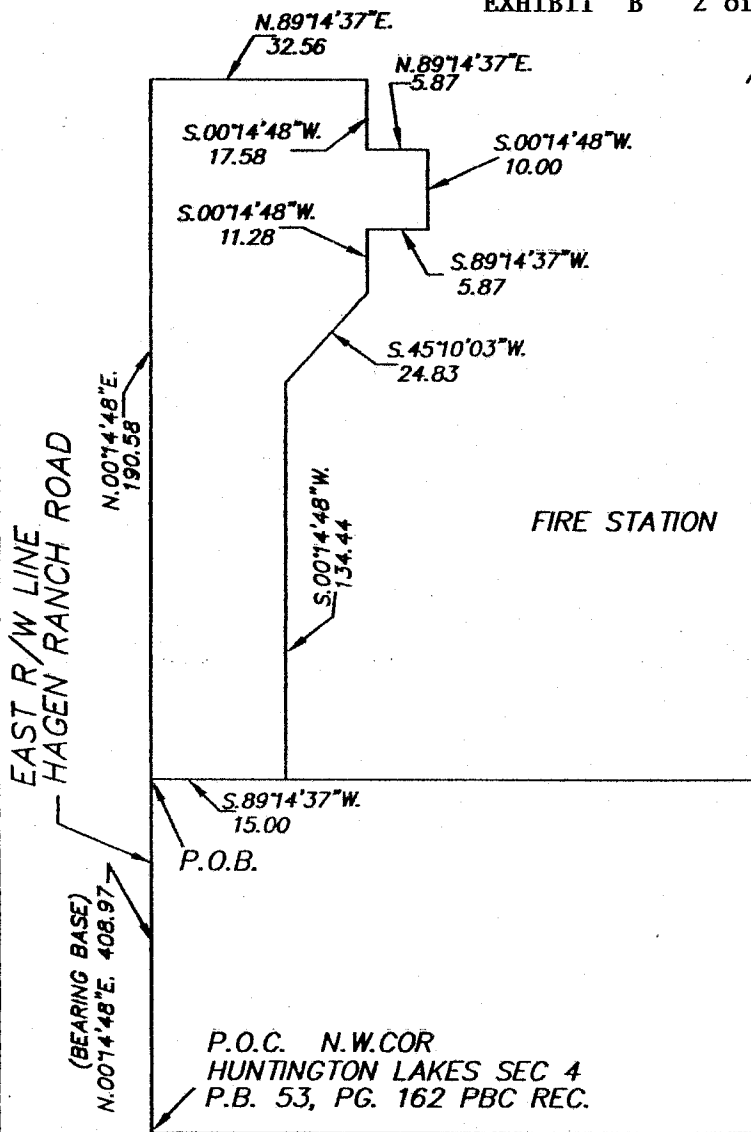 EXHIBIT B 2 of
N.89°14'37"E.
32.56
N.89°14'37"E.
5.87
S.00°14'48"W.
17.58
S.00°14'48"W.
10.00
S.00°14'48"W.
11.28
S.89°14'37"W.
5.87
S.45°10'03"W.
24.83
N.00°14'48"E.
190.58
S.00°14'48"W.
134.44
FIRE STATION
EAST R/W LINE
HAGEN RANCH ROAD
S.89°14'37"W.
15.00
P.O.B.
(BEARING BASE)
N.00°14'48"E. 408.97
P.O.C. N.W.COR
HUNTINGTON LAKES SEC 4
P.B. 53, PG. 162 PBC REC.